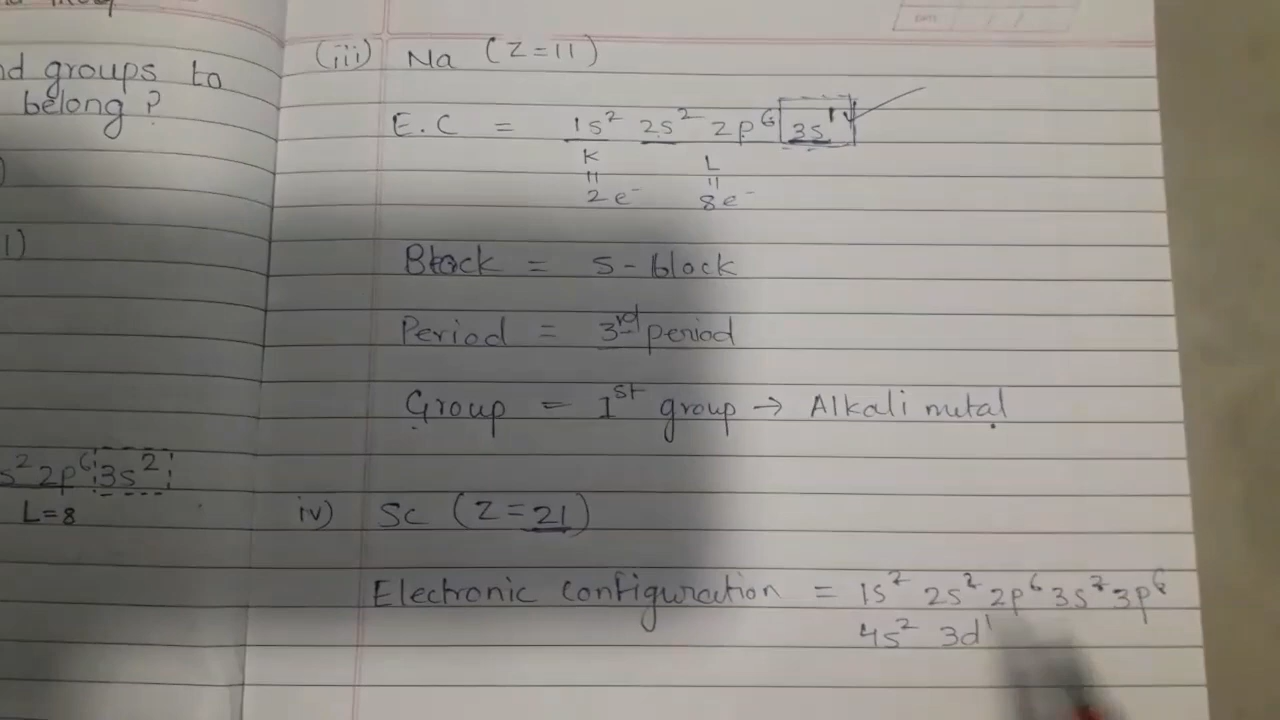 nd groups to
belong ?
)
1)
s² 2p⁶ 3s²
L=8
(iii) Na (Z=11)
E.C = 1s² 2s² 2p⁶ 3s¹
K L
॥ ॥
2e⁻ 8e⁻
Block = s-block
Period = 3rd period
Group = 1st group → Alkali metal
iv) Sc (Z=21)
Electronic configuration = 1s² 2s² 2p⁶ 3s² 3p⁶
4s² 3d¹